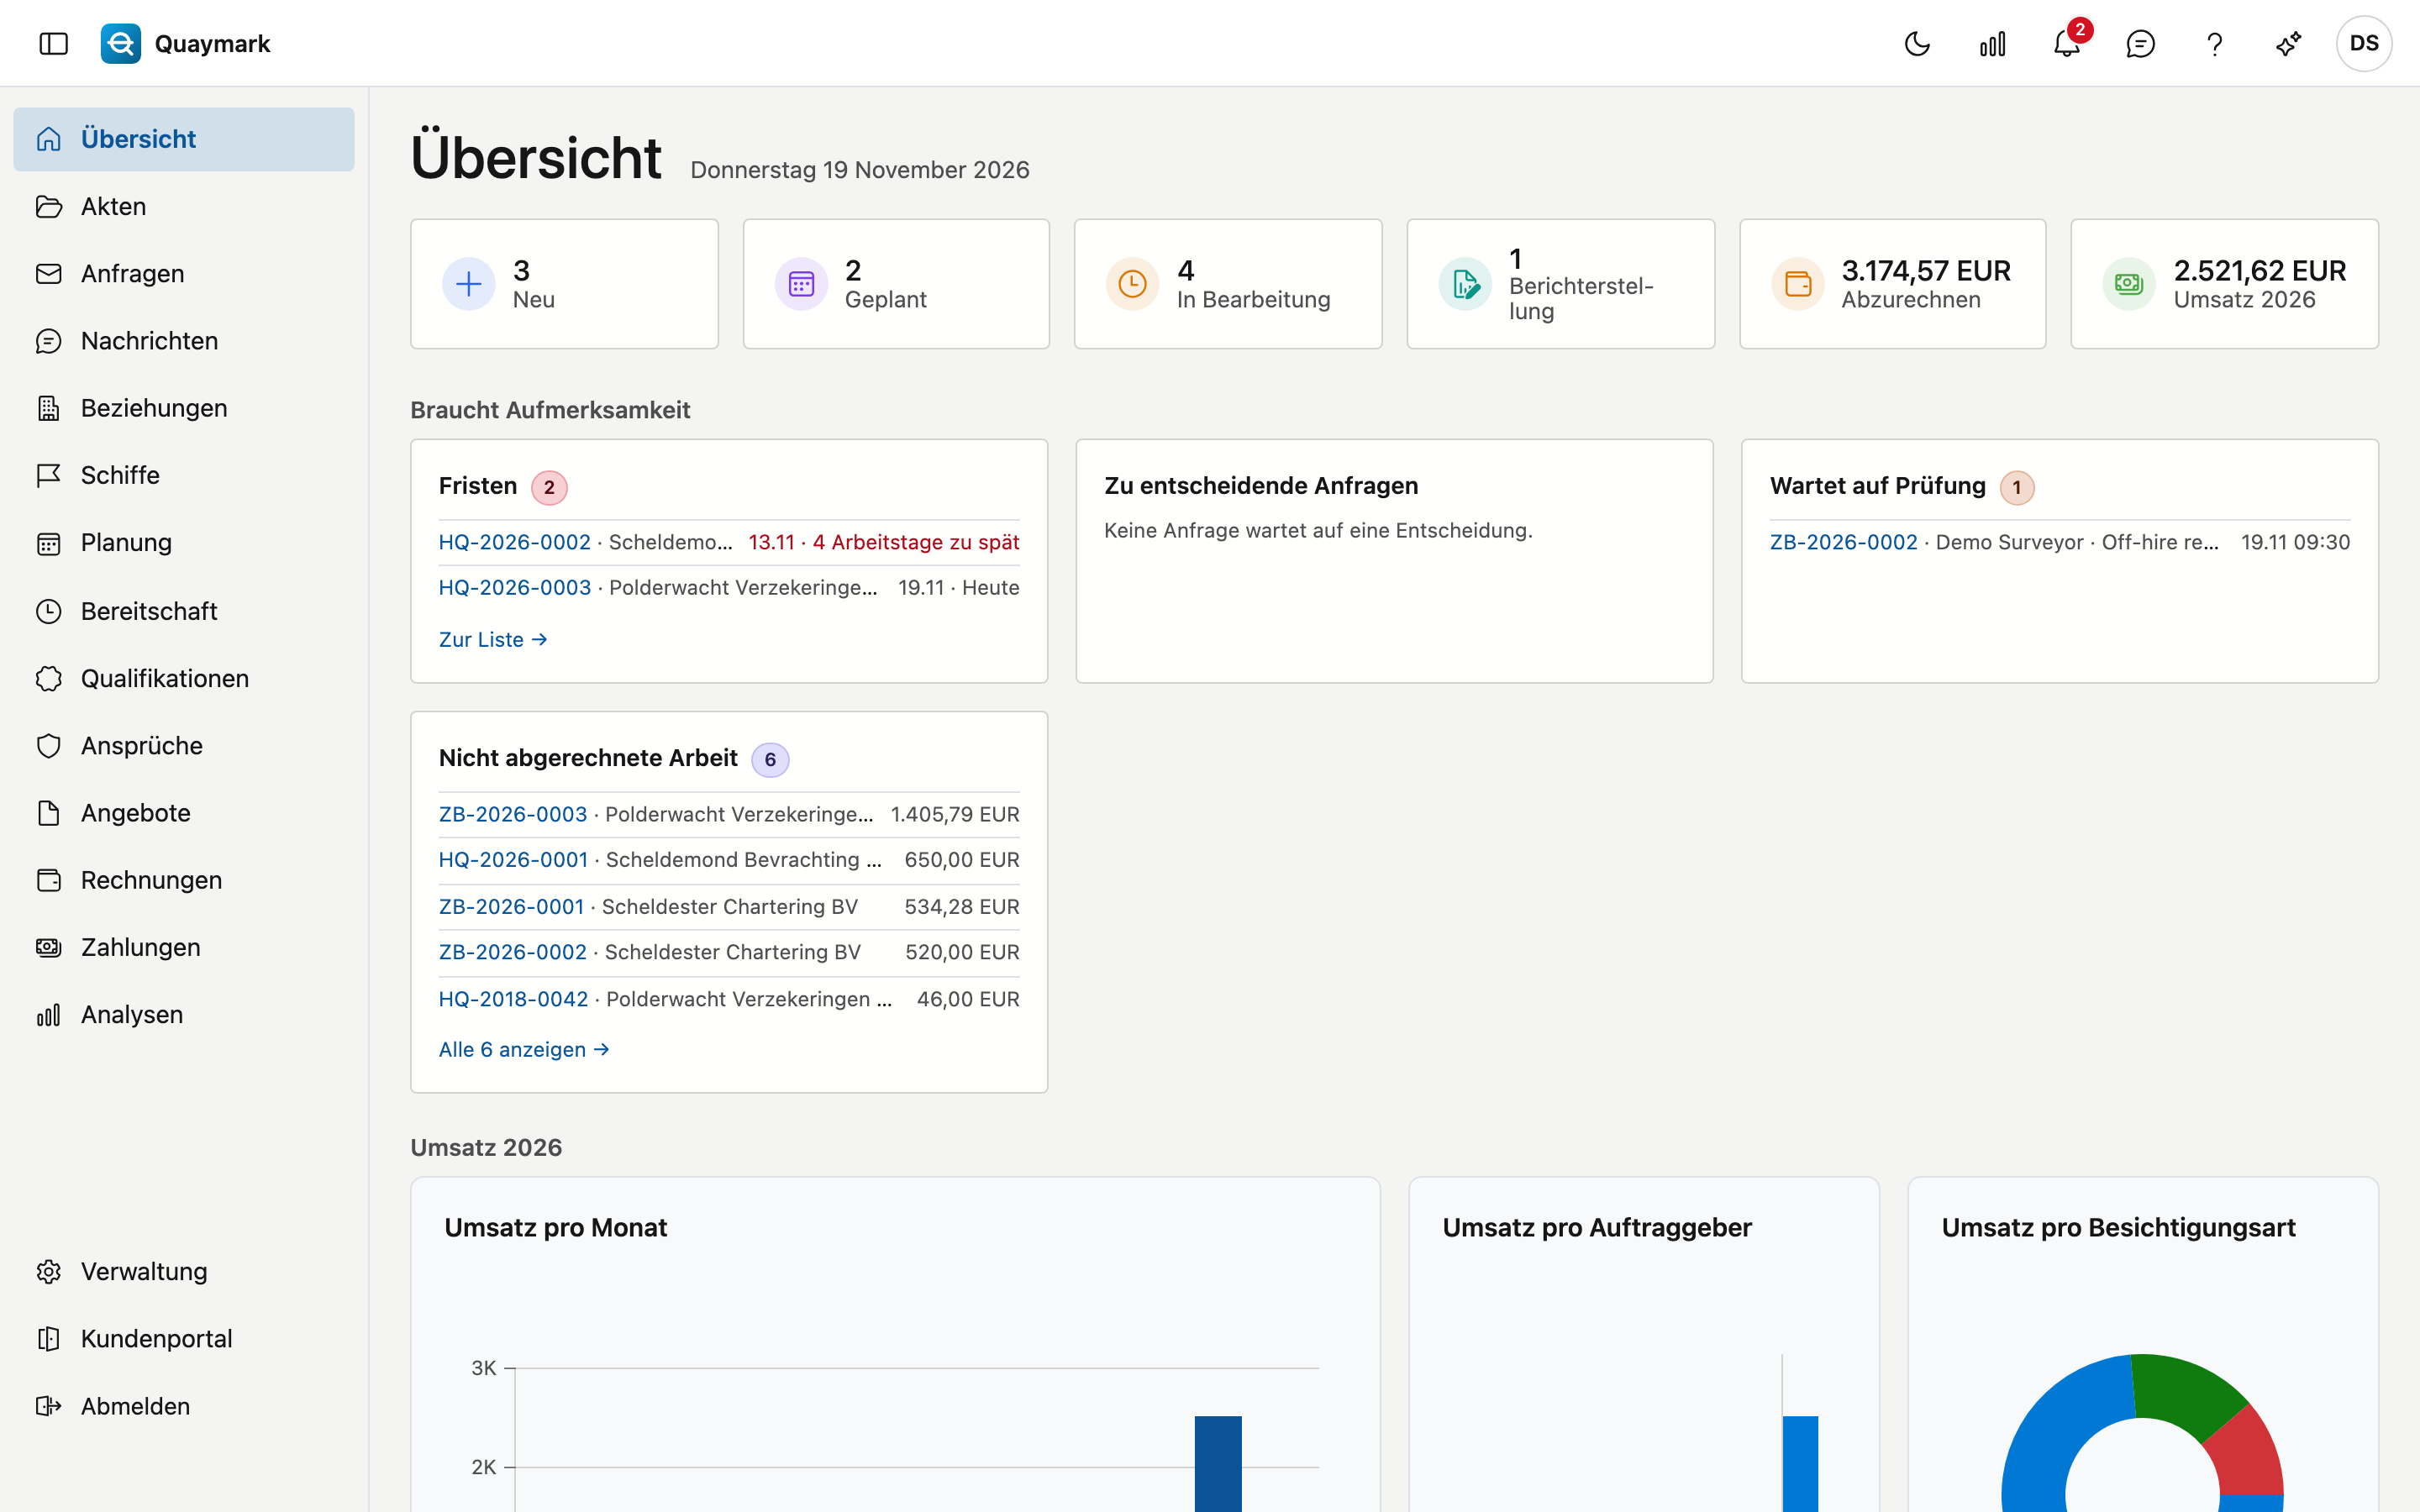 Quaymark
2
DS
Übersicht
Akten
Anfragen
Nachrichten
Beziehungen
Schiffe
Planung
Bereitschaft
Qualifikationen
Ansprüche
Angebote
Rechnungen
Zahlungen
Analysen
Verwaltung
Kundenportal
Abmelden
Übersicht Donnerstag 19 November 2026
3
Neu
2
Geplant
4
In Bearbeitung
1
Berichterstel-
lung
3.174,57 EUR
Abzurechnen
2.521,62 EUR
Umsatz 2026
Braucht Aufmerksamkeit
Fristen 2
HQ-2026-0002 · Scheldemo... 13.11 · 4 Arbeitstage zu spät
HQ-2026-0003 · Polderwacht Verzekeringe... 19.11 · Heute
Zur Liste →
Zu entscheidende Anfragen
Keine Anfrage wartet auf eine Entscheidung.
Wartet auf Prüfung 1
ZB-2026-0002 · Demo Surveyor · Off-hire re... 19.11 09:30
Nicht abgerechnete Arbeit 6
ZB-2026-0003 · Polderwacht Verzekeringe... 1.405,79 EUR
HQ-2026-0001 · Scheldemond Bevrachting ... 650,00 EUR
ZB-2026-0001 · Scheldester Chartering BV 534,28 EUR
ZB-2026-0002 · Scheldester Chartering BV 520,00 EUR
HQ-2018-0042 · Polderwacht Verzekeringen ... 46,00 EUR
Alle 6 anzeigen →
Umsatz 2026
Umsatz pro Monat
3K
2K
Umsatz pro Auftraggeber
Umsatz pro Besichtigungsart